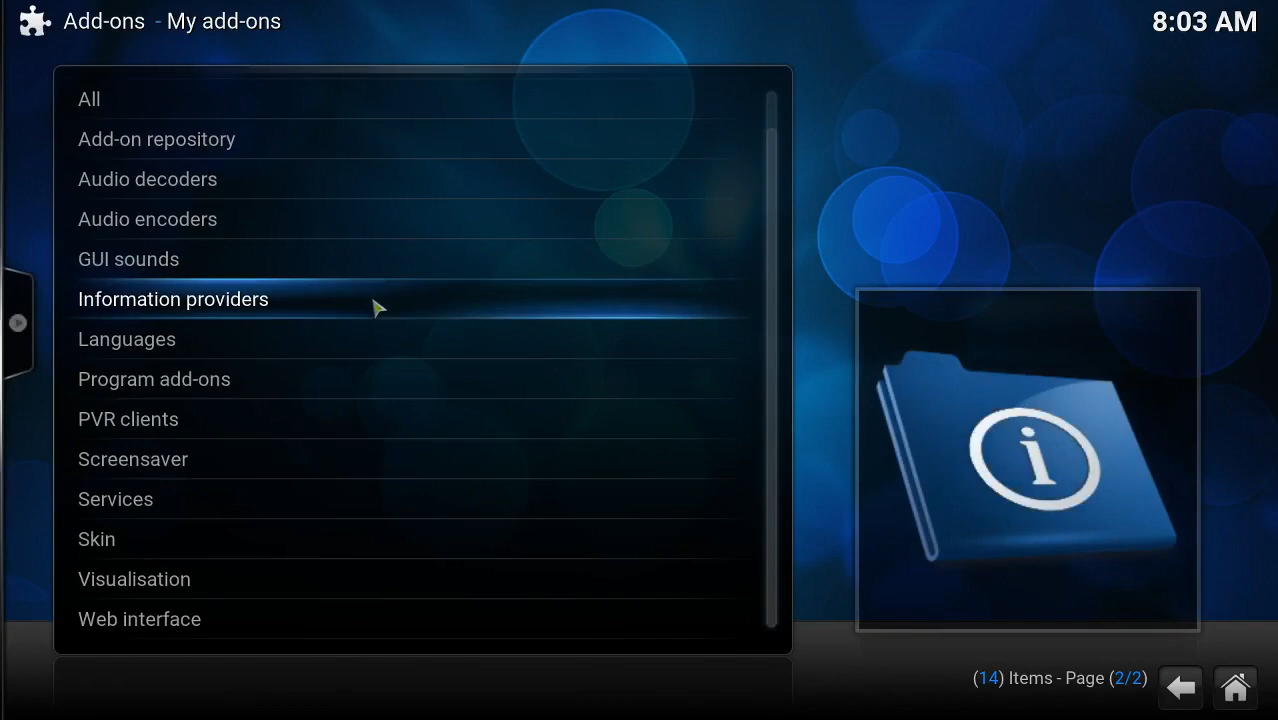 Add-ons - My add-ons
8:03 AM
All
Add-on repository
Audio decoders
Audio encoders
GUI sounds
Information providers
Languages
Program add-ons
PVR clients
Screensaver
Services
Skin
Visualisation
Web interface
(14) Items - Page (2/2)